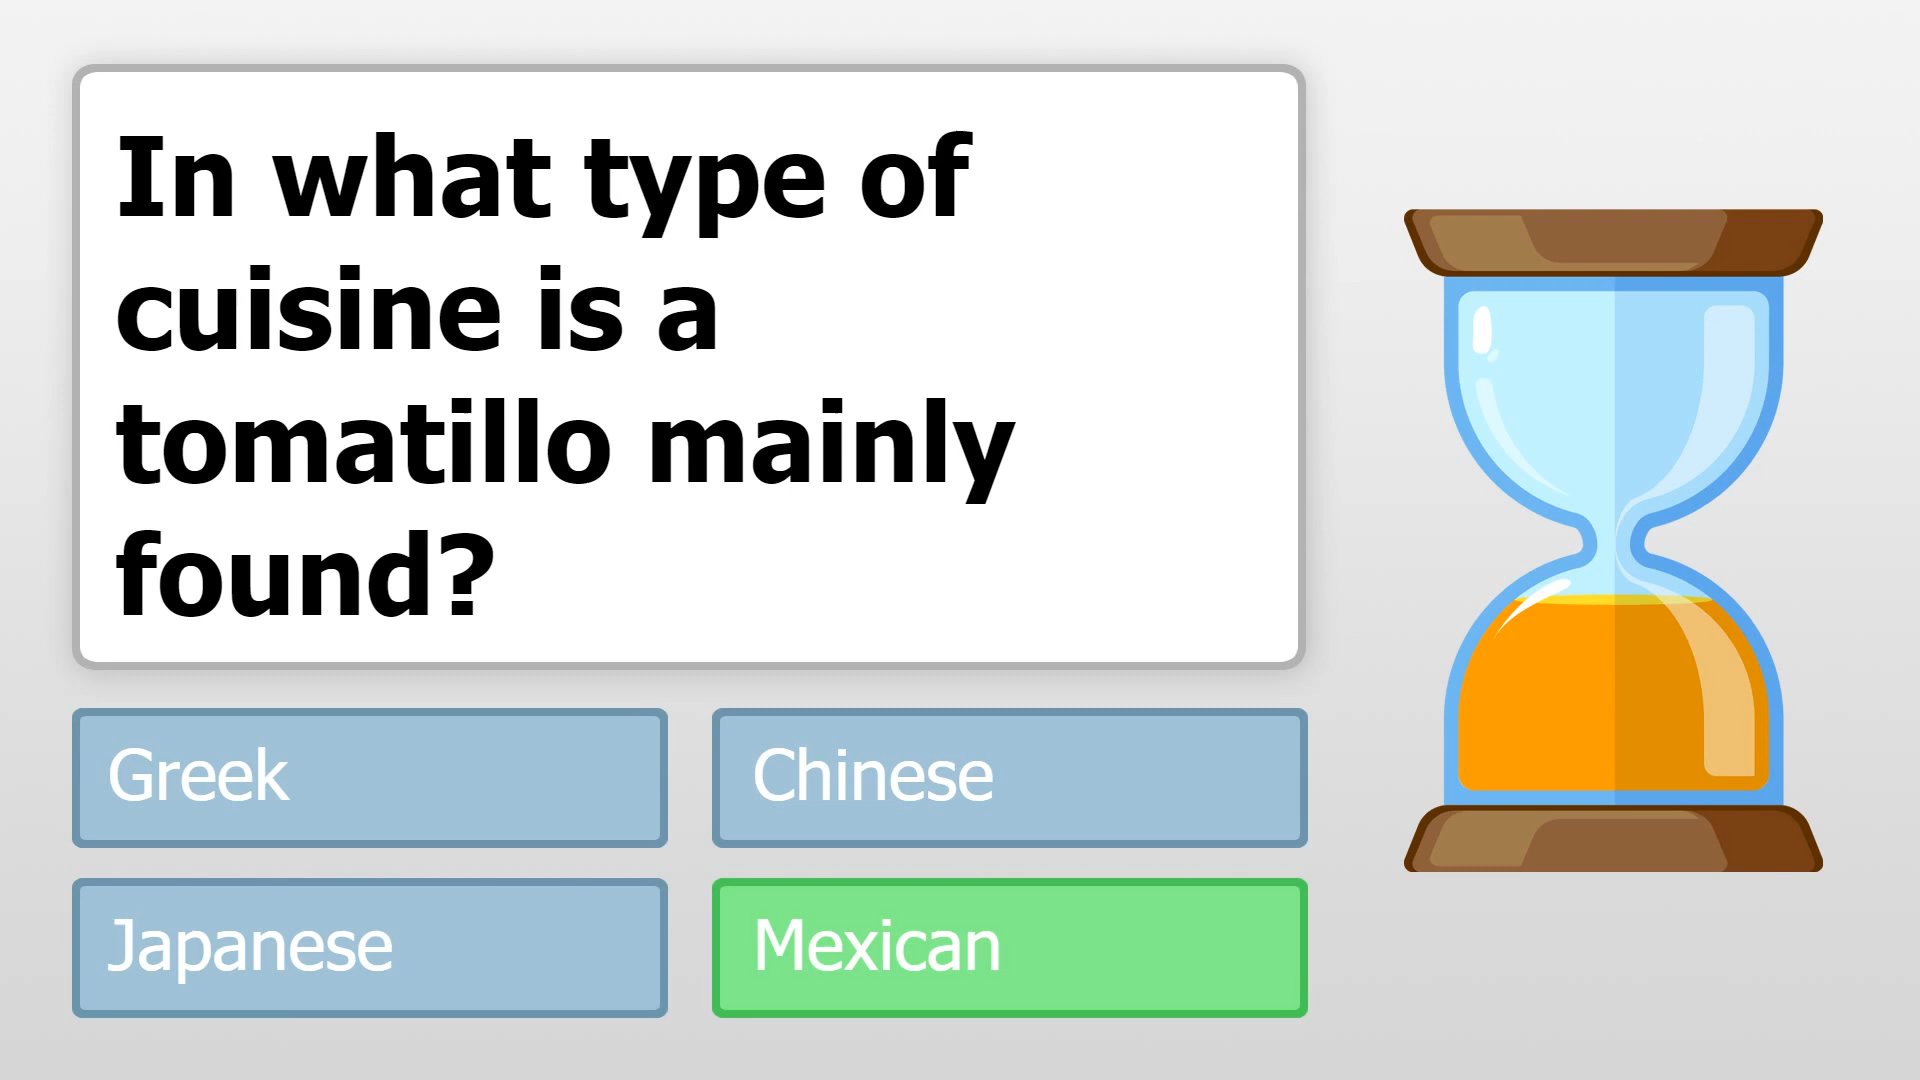 In what type of
cuisine is a
tomatillo mainly
found?
Greek
Chinese
Japanese
Mexican